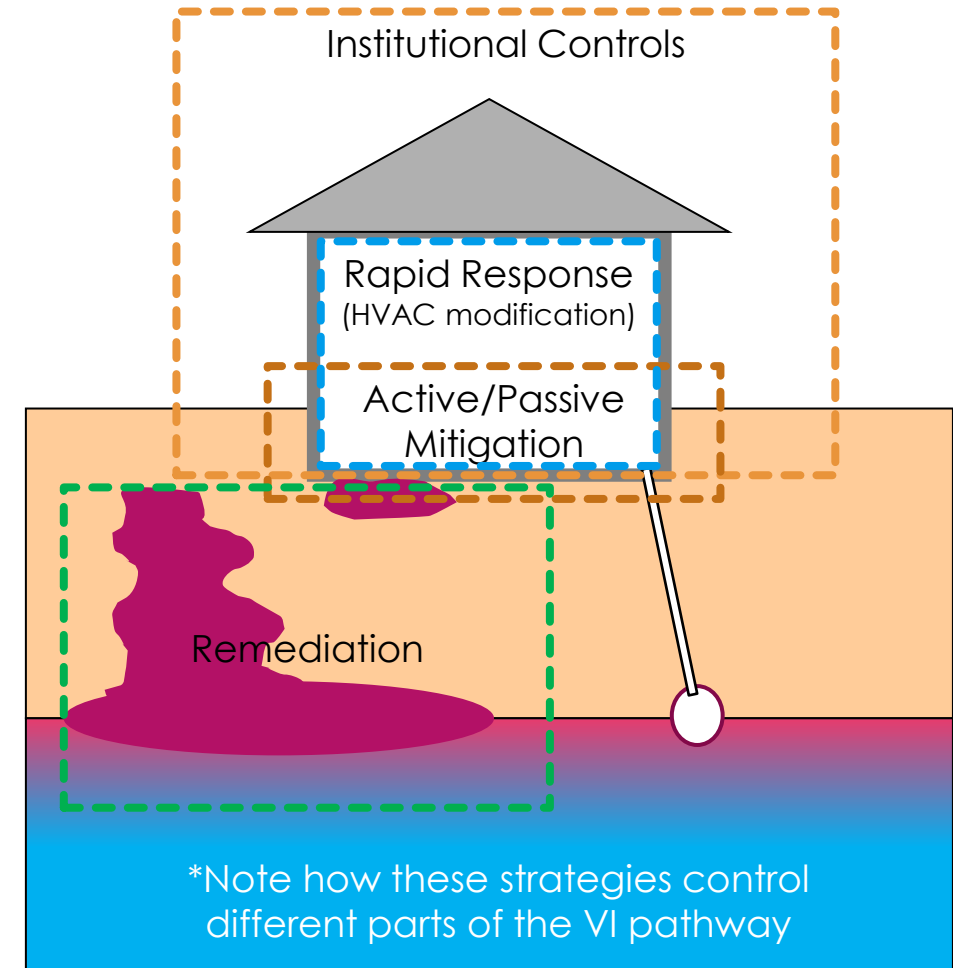 Institutional Controls
Rapid Response
(HVAC modification)
Active/Passive
Mitigation
Remediation
*Note how these strategies control
different parts of the VI pathway